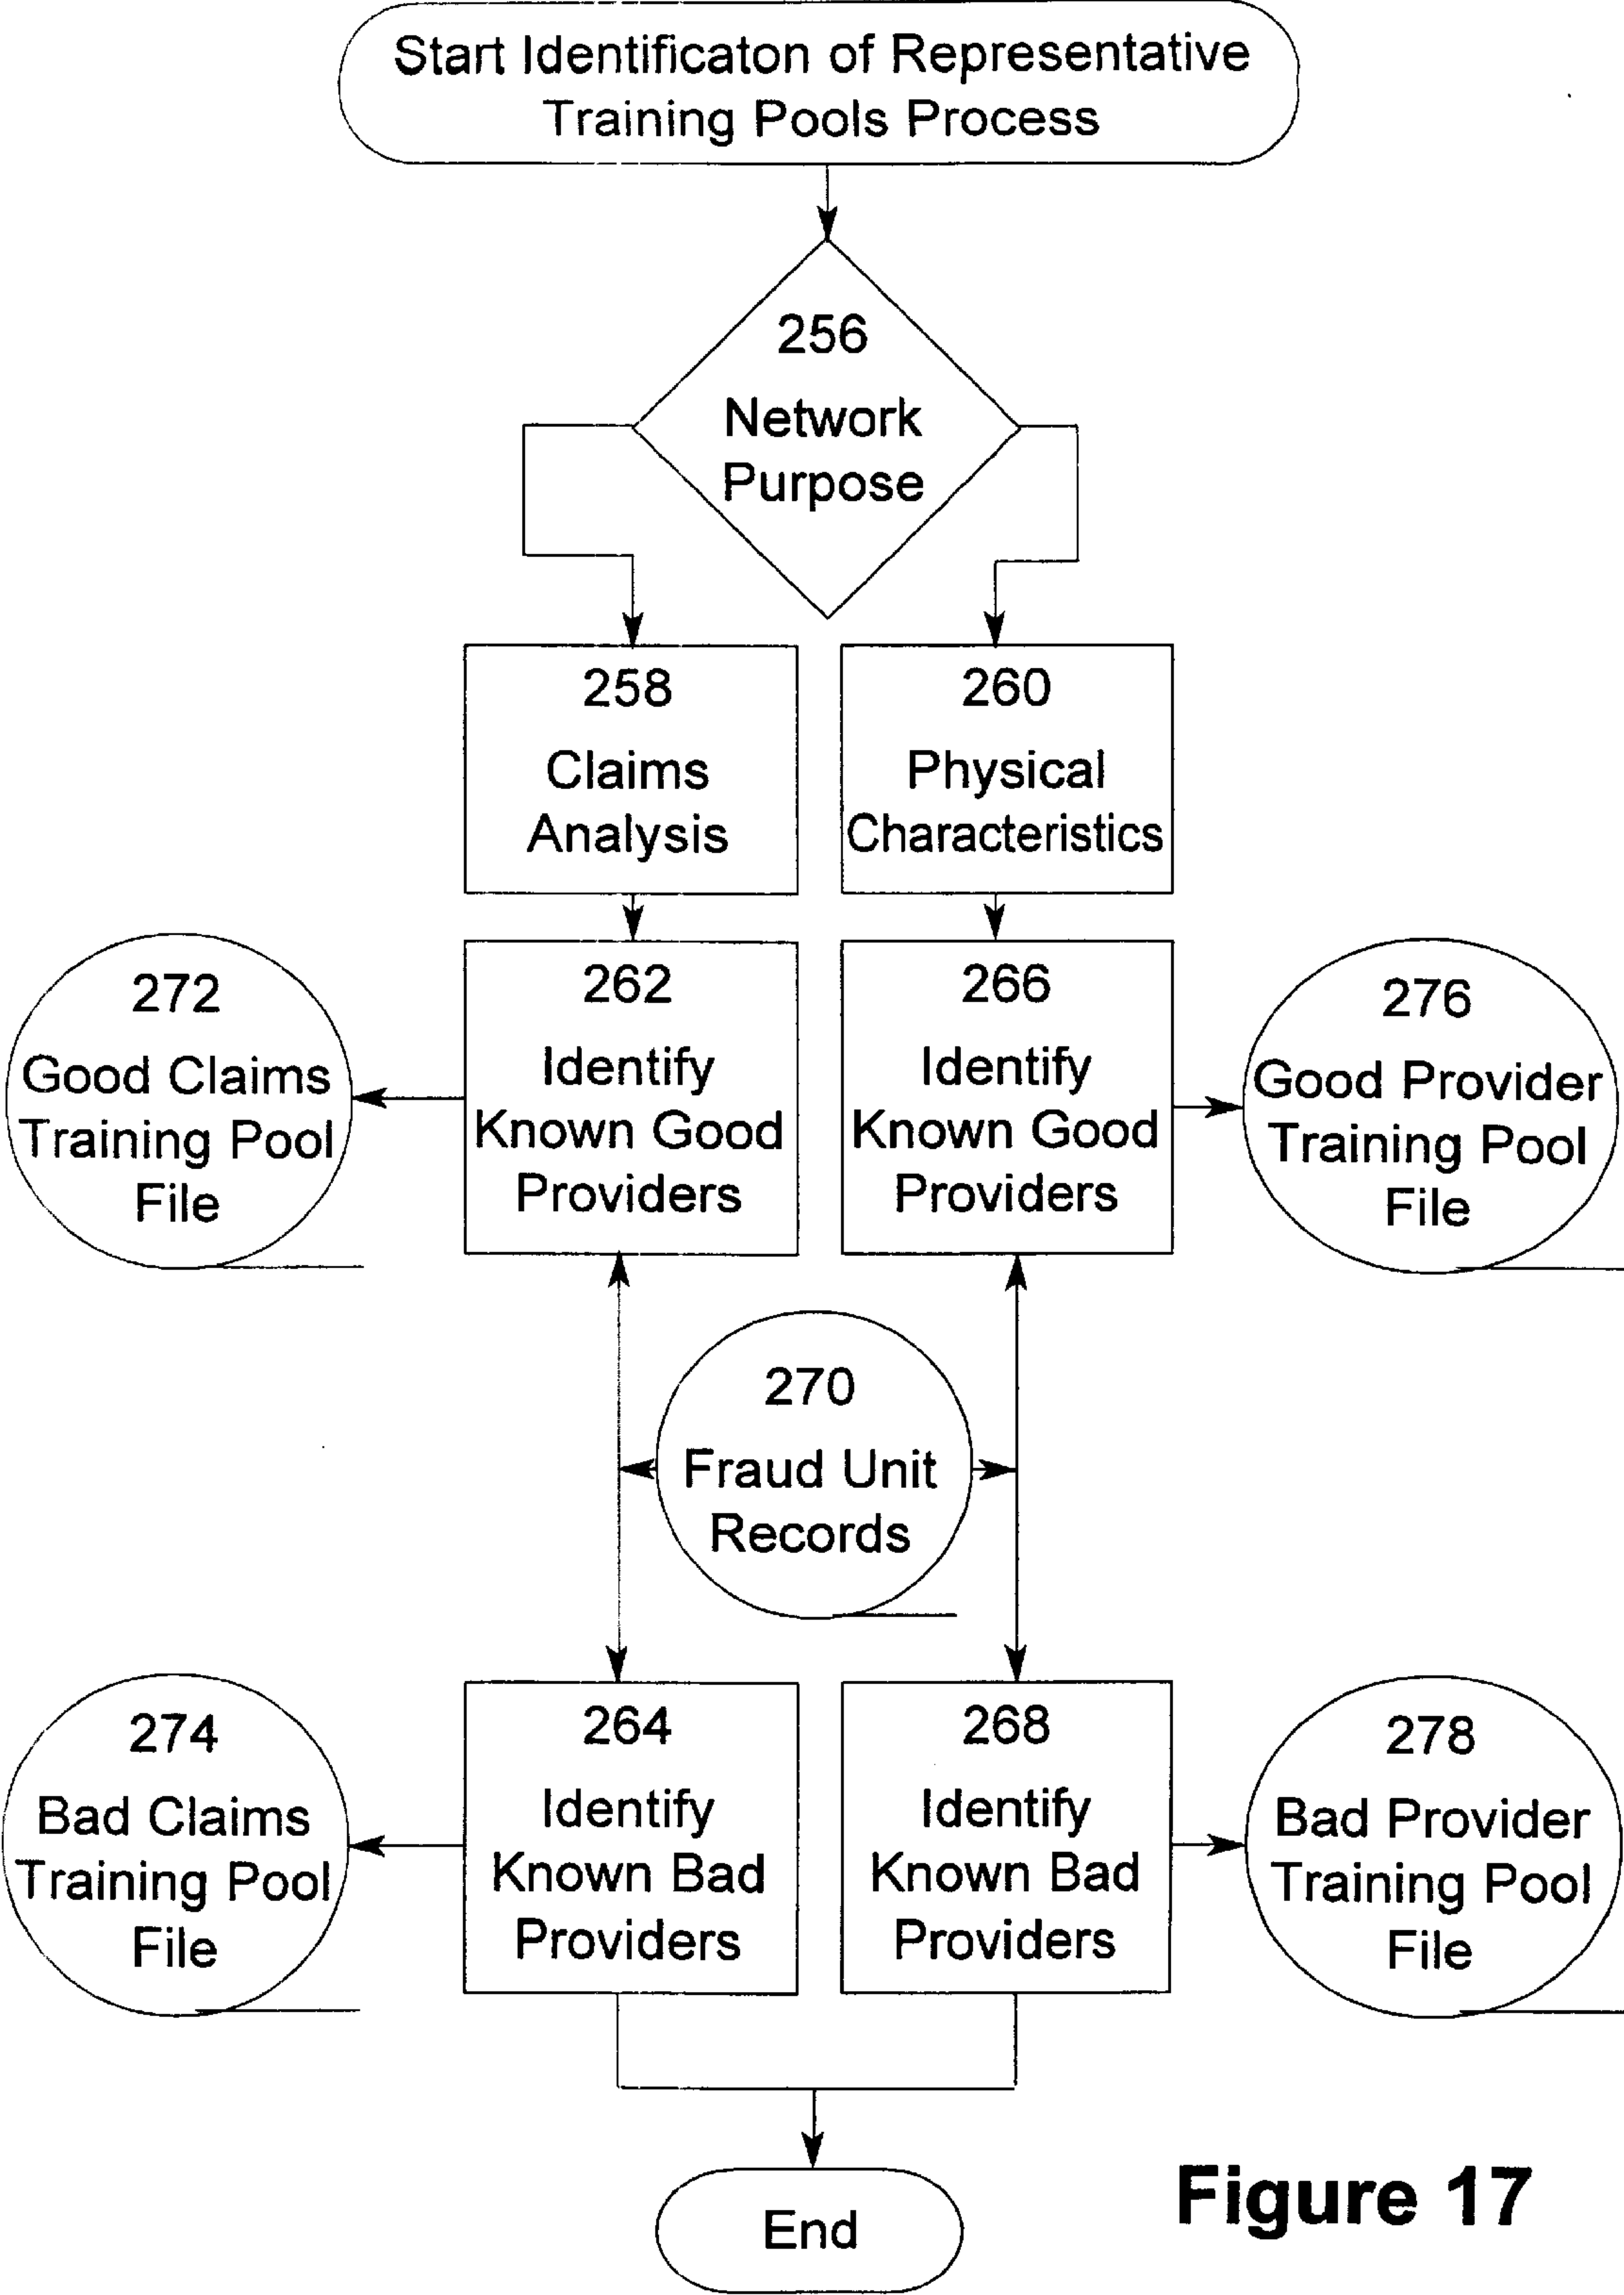 Start Identificaton of Representative
Training Pools Process
256
Network
Purpose
258
Claims
Analysis
260
Physical
Characteristics
272
Good Claims
Training Pool
File
262
Identify
Known Good
Providers
266
Identify
Known Good
Providers
276
Good Provider
Training Pool
File
270
Fraud Unit
Records
274
Bad Claims
Training Pool
File
264
Identify
Known Bad
Providers
268
Identify
Known Bad
Providers
278
Bad Provider
Training Pool
File
End
Figure 17